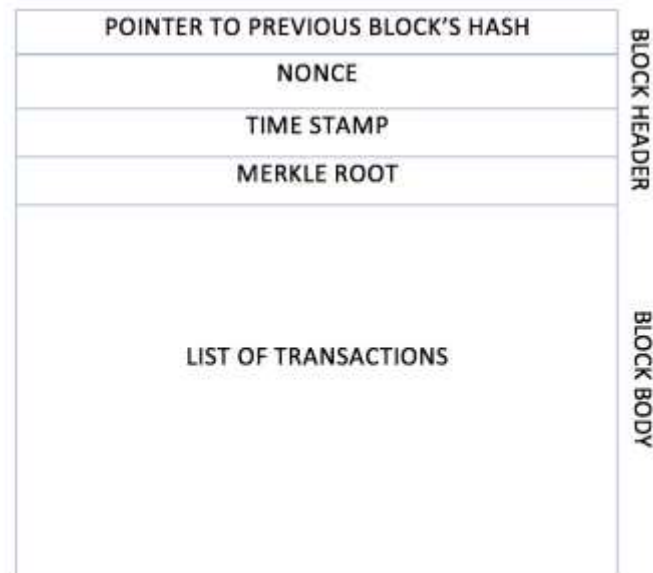 POINTER TO PREVIOUS BLOCK'S HASH
NONCE
TIME STAMP
MERKLE ROOT
BLOCK HEADER
LIST OF TRANSACTIONS
BLOCK BODY